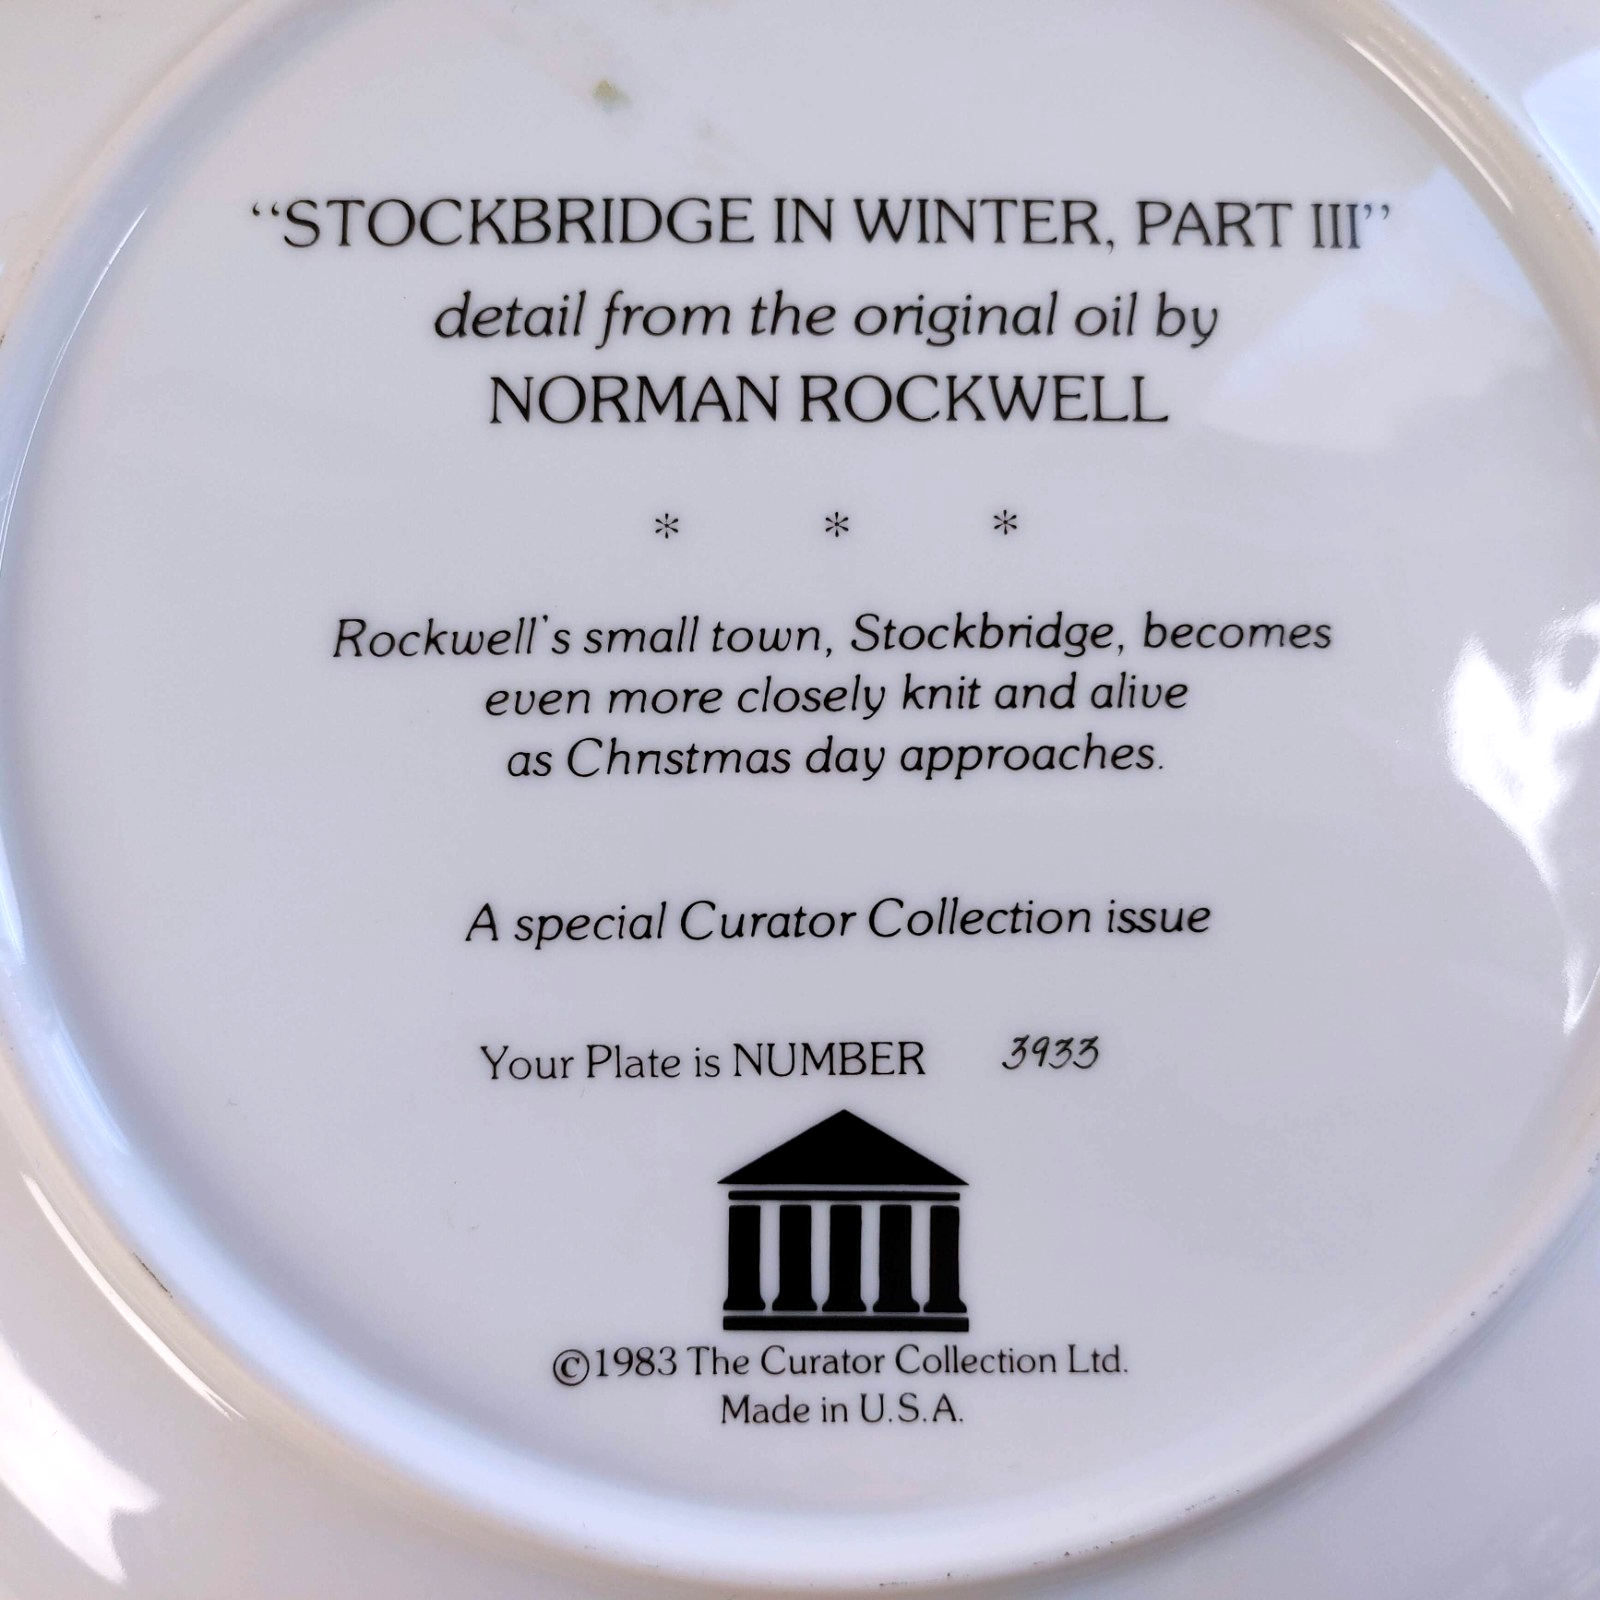 “STOCKBRIDGE IN WINTER, PART III”
detail from the original oil by
NORMAN ROCKWELL
* * *
Rockwell's small town, Stockbridge, becomes
even more closely knit and alive
as Christmas day approaches.
A special Curator Collection issue
Your Plate is NUMBER 3933
©1983 The Curator Collection Ltd.
Made in U.S.A.